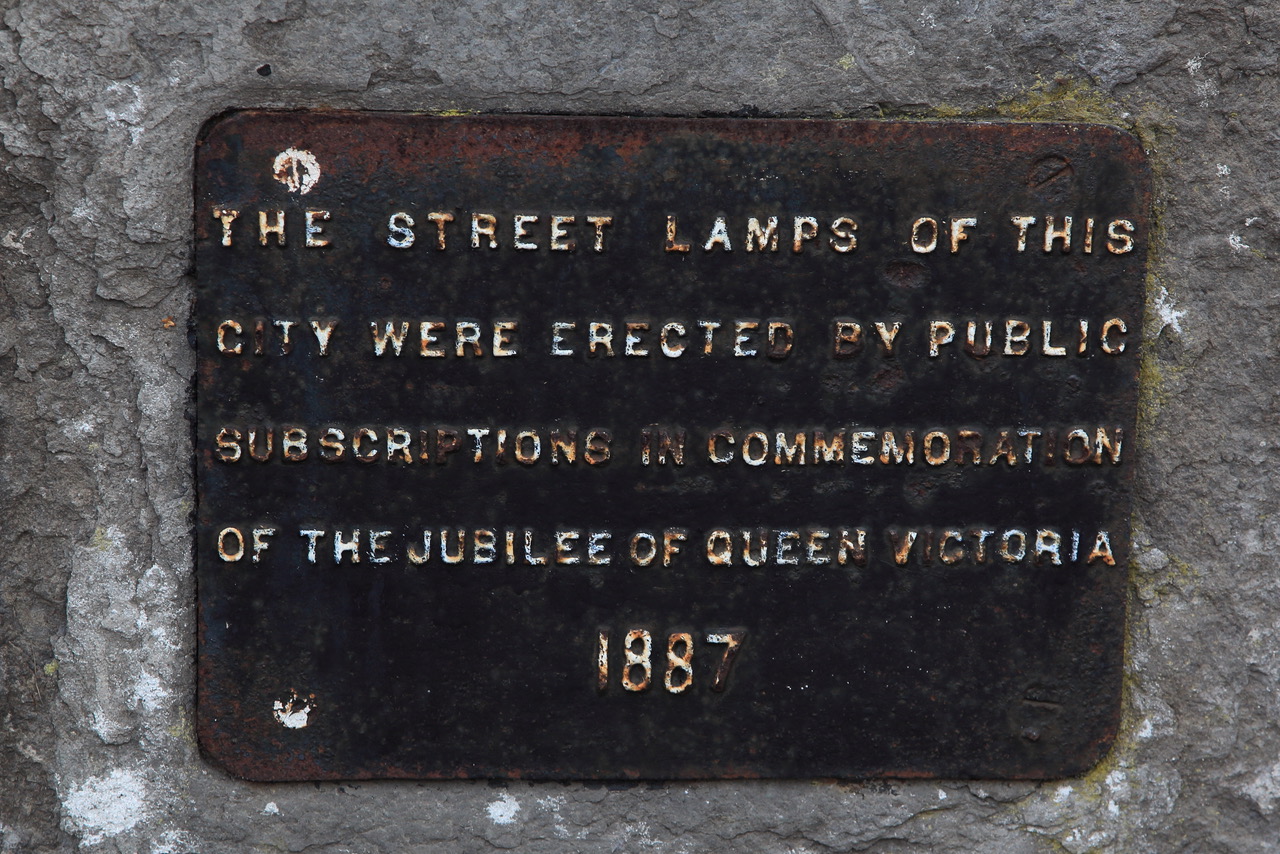 THE STREET LAMPS OF THIS
CITY WERE ERECTED BY PUBLIC
SUBSCRIPTIONS IN COMMEMORATION
OF THE JUBILEE OF QUEEN VICTORIA
1887